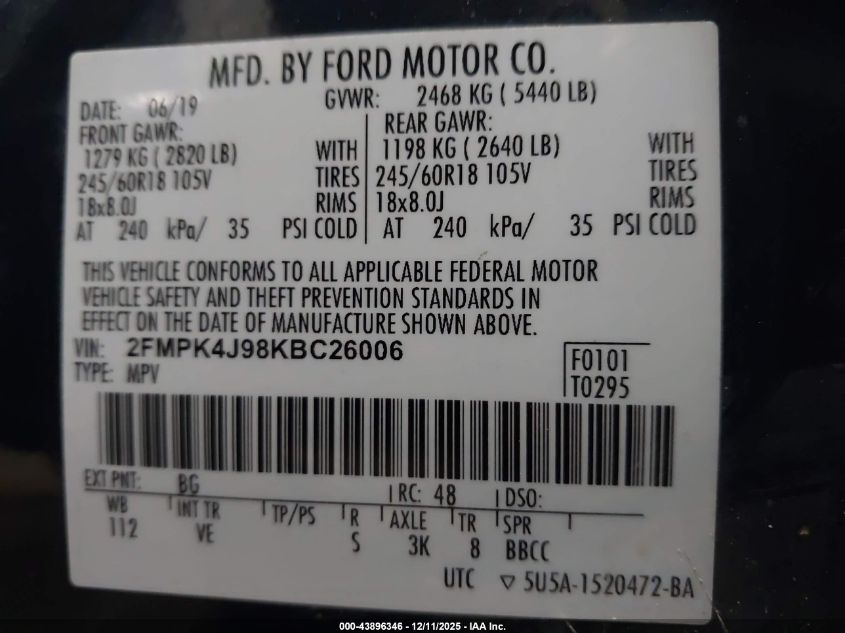 MFD. BY FORD MOTOR CO.
DATE: 06/19 GVWR: 2468 KG ( 5440 LB)
FRONT GAWR: REAR GAWR:
1279 KG ( 2820 LB) WITH 1198 KG ( 2640 LB) WITH
245/60R18 105V TIRES 245/60R18 105V TIRES
18x8.0J RIMS 18x8.0J RIMS
AT 240 kPa/ 35 PSI COLD AT 240 kPa/ 35 PSI COLD
THIS VEHICLE CONFORMS TO ALL APPLICABLE FEDERAL MOTOR
VEHICLE SAFETY AND THEFT PREVENTION STANDARDS IN
EFFECT ON THE DATE OF MANUFACTURE SHOWN ABOVE.
VIN: 2FMPK4J98KBC26006
F0101
TYPE: MPV
T0295
EXT PNT: BG RC: 48 DSO:
WB INT TR TP/PS R AXLE TR SPR
112 VE S 3K 8 BBCC
UTC ▽ 5U5A-1520472-BA
000-43896346 - 12/11/2025 - IAA Inc.